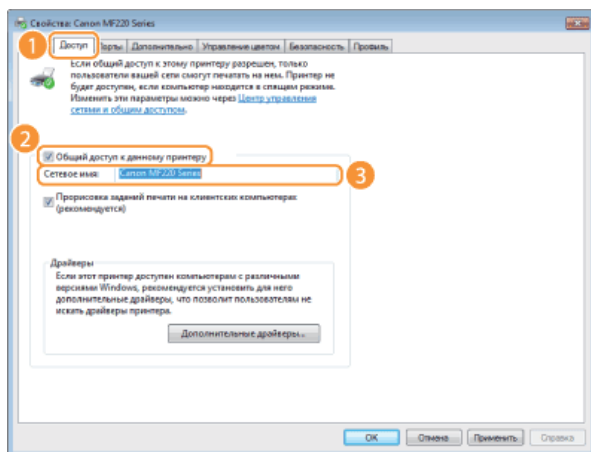 Свойства: Canon MF220 Series
1
Доступ Порты Дополнительно Управление цветом Безопасность Профиль
Если общий доступ к этому принтеру разрешен, только
пользователи вашей сети смогут печатать на нем. Принтер не
будет доступен, если компьютер находится в спящем режиме.
Изменить эти параметры можно через Центр управления
сетями и общим доступом.
2
Общий доступ к данному принтеру
Сетевое имя: Canon MF220 Series
3
Прорисовка заданий печати на клиентских компьютерах
(рекомендуется)
Драйверы
Если этот принтер доступен компьютерам с различными
версиями Windows, рекомендуется установить для него
дополнительные драйверы, что позволит пользователям не
искать драйверы принтера.
Дополнительные драйверы...
OK Отмена Применить Справка